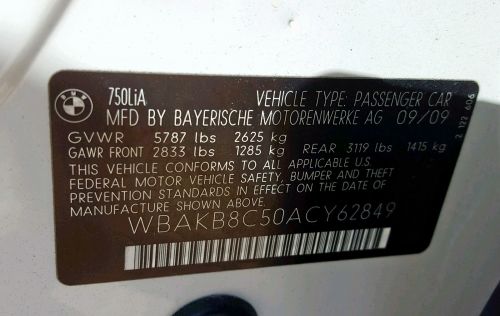 BMW
750LiA VEHICLE TYPE: PASSENGER CAR
MFD BY BAYERISCHE MOTORENWERKE AG 09/09
GVWR 5787 lbs 2625 kg
GAWR FRONT 2833 lbs 1285 kg REAR 3119 lbs 1415 kg
THIS VEHICLE CONFORMS TO ALL APPLICABLE U.S.
FEDERAL MOTOR VEHICLE SAFETY, BUMPER AND THEFT
PREVENTION STANDARDS IN EFFECT ON THE DATE OF
MANUFACTURE SHOWN ABOVE
WBAKB8C50ACY62849
2 122 606